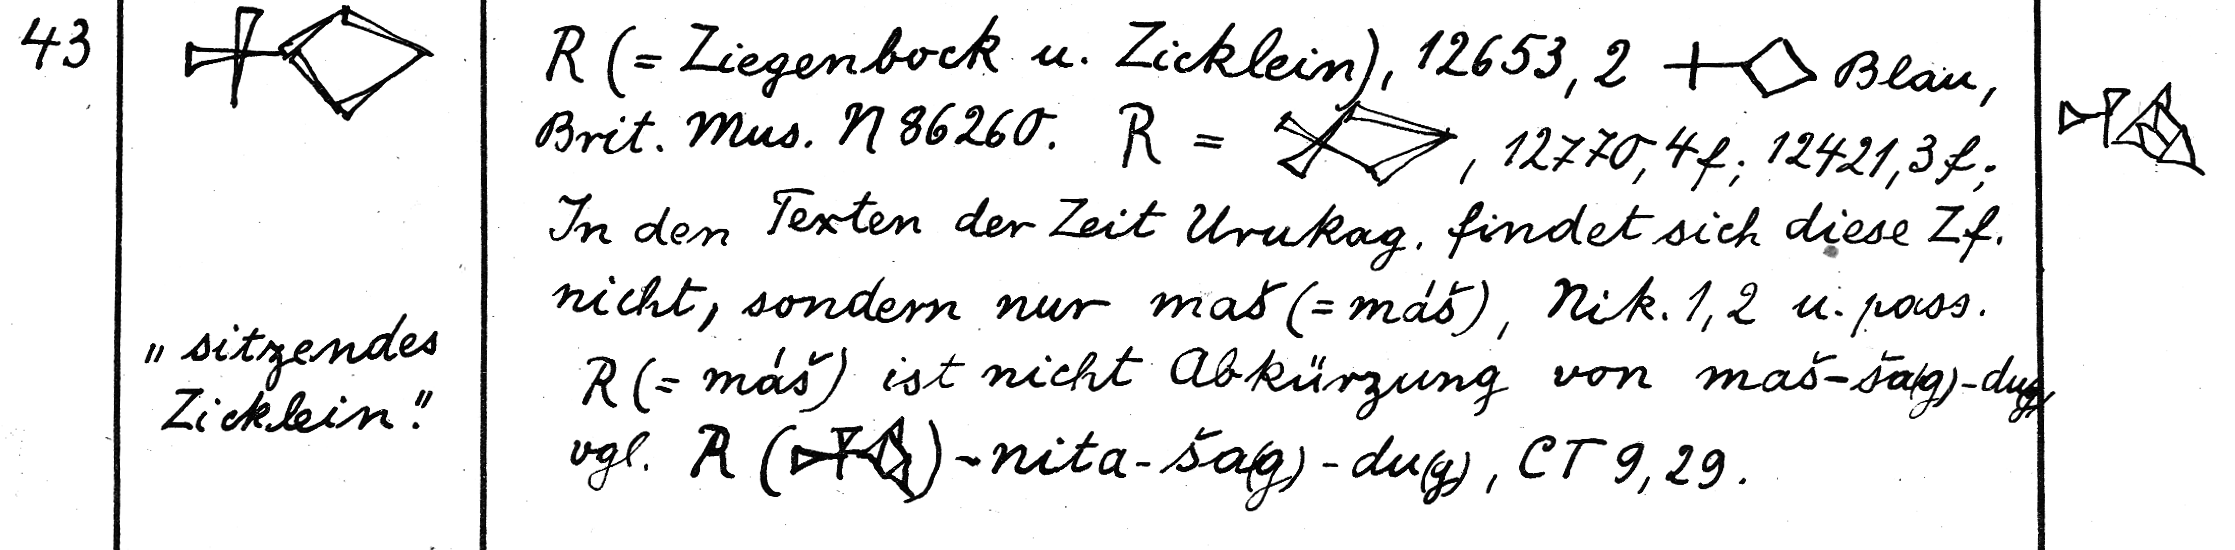 43
„sitzendes
Zicklein."
R (= Ziegenbock u. Zicklein), 12653, 2 Blau,
Brit. Mus. N 86260. R = , 12770, 4f; 12421, 3f;
In den Texten der Zeit Urukag. findet sich diese Zf.
nicht, sondern nur maš (= máš), Nik. 1, 2 u. pass.
R (= máš) ist nicht Abkürzung von maš-ša(g)-du(g)
vgl. R ( )-nita-ša(g)-du(g), CT 9, 29.